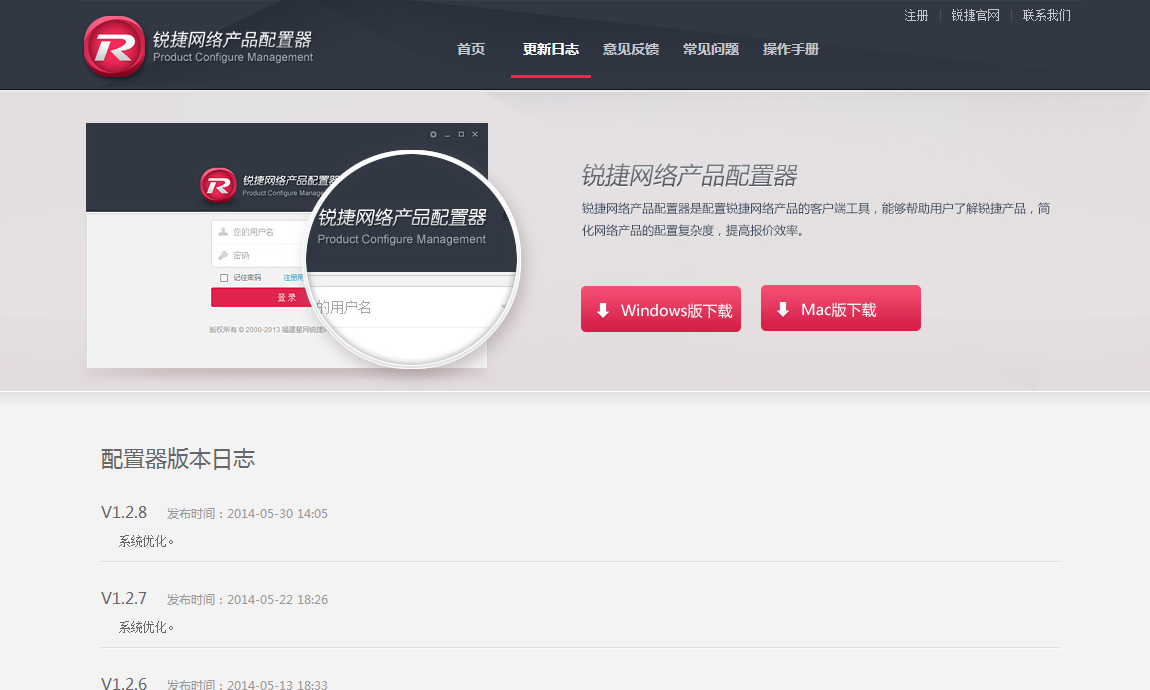 注册 | 锐捷官网 | 联系我们
锐捷网络产品配置器
Product Configure Management
首页 更新日志 意见反馈 常见问题 操作手册
锐捷网络产品配置器
Product Configure Manage
您的用户名
密码
记住密码 注册用
登录
版权所有 © 2000-2013 福建星网锐捷
锐捷网络产品配置器
Product Configure Management
的用户名
锐捷网络产品配置器
锐捷网络产品配置器是配置锐捷网络产品的客户端工具，能够帮助用户了解锐捷产品，简
化网络产品的配置复杂度，提高报价效率。
Windows版下载 Mac版下载
配置器版本日志
V1.2.8 发布时间：2014-05-30 14:05
系统优化。
V1.2.7 发布时间：2014-05-22 18:26
系统优化。
V1.2.6 发布时间：2014-05-13 18:33